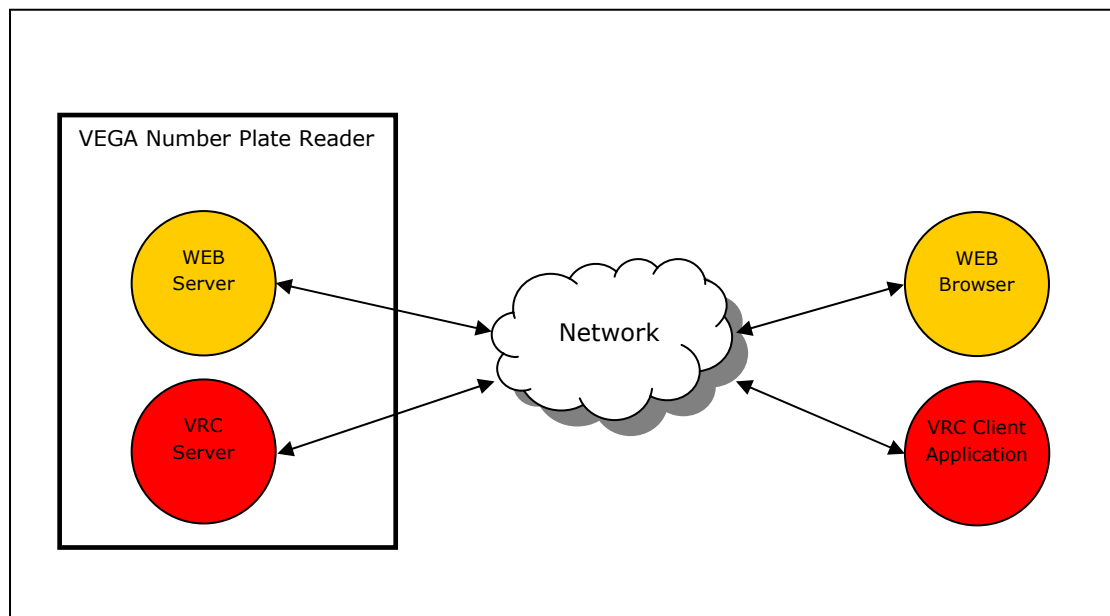 VEGA Number Plate Reader
WEB
Server
VRC
Server
Network
WEB
Browser
VRC Client
Application